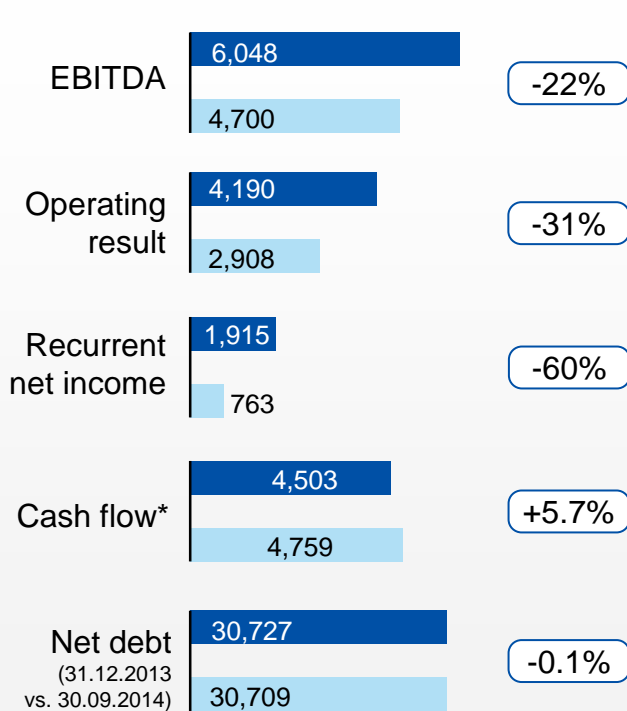 6,048
EBITDA
-22%
4,700
4,190
Operating
result
-31%
2,908
1,915
Recurrent
net income
-60%
763
4,503
Cash flow*
+5.7%
4,759
30,727
Net debt
(31.12.2013
vs. 30.09.2014)
-0.1%
30,709